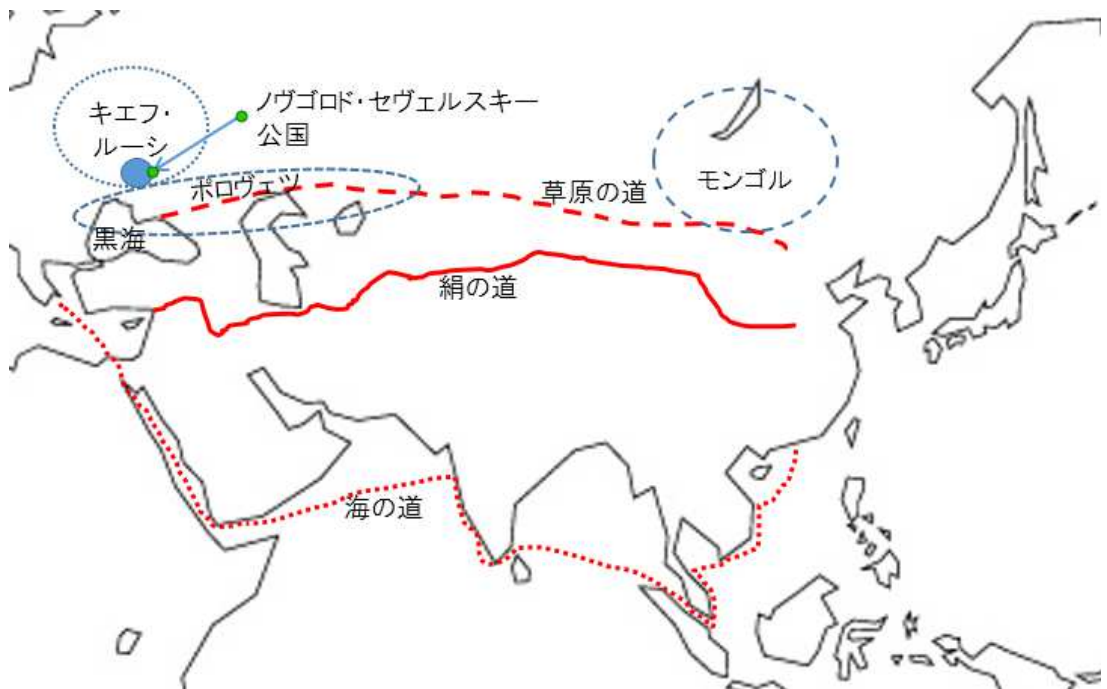 キエフ・
ルーシ
ノヴゴロド・セヴェルスキー
公国
ポロヴェツ
モンゴル
草原の道
黒海
絹の道
海の道